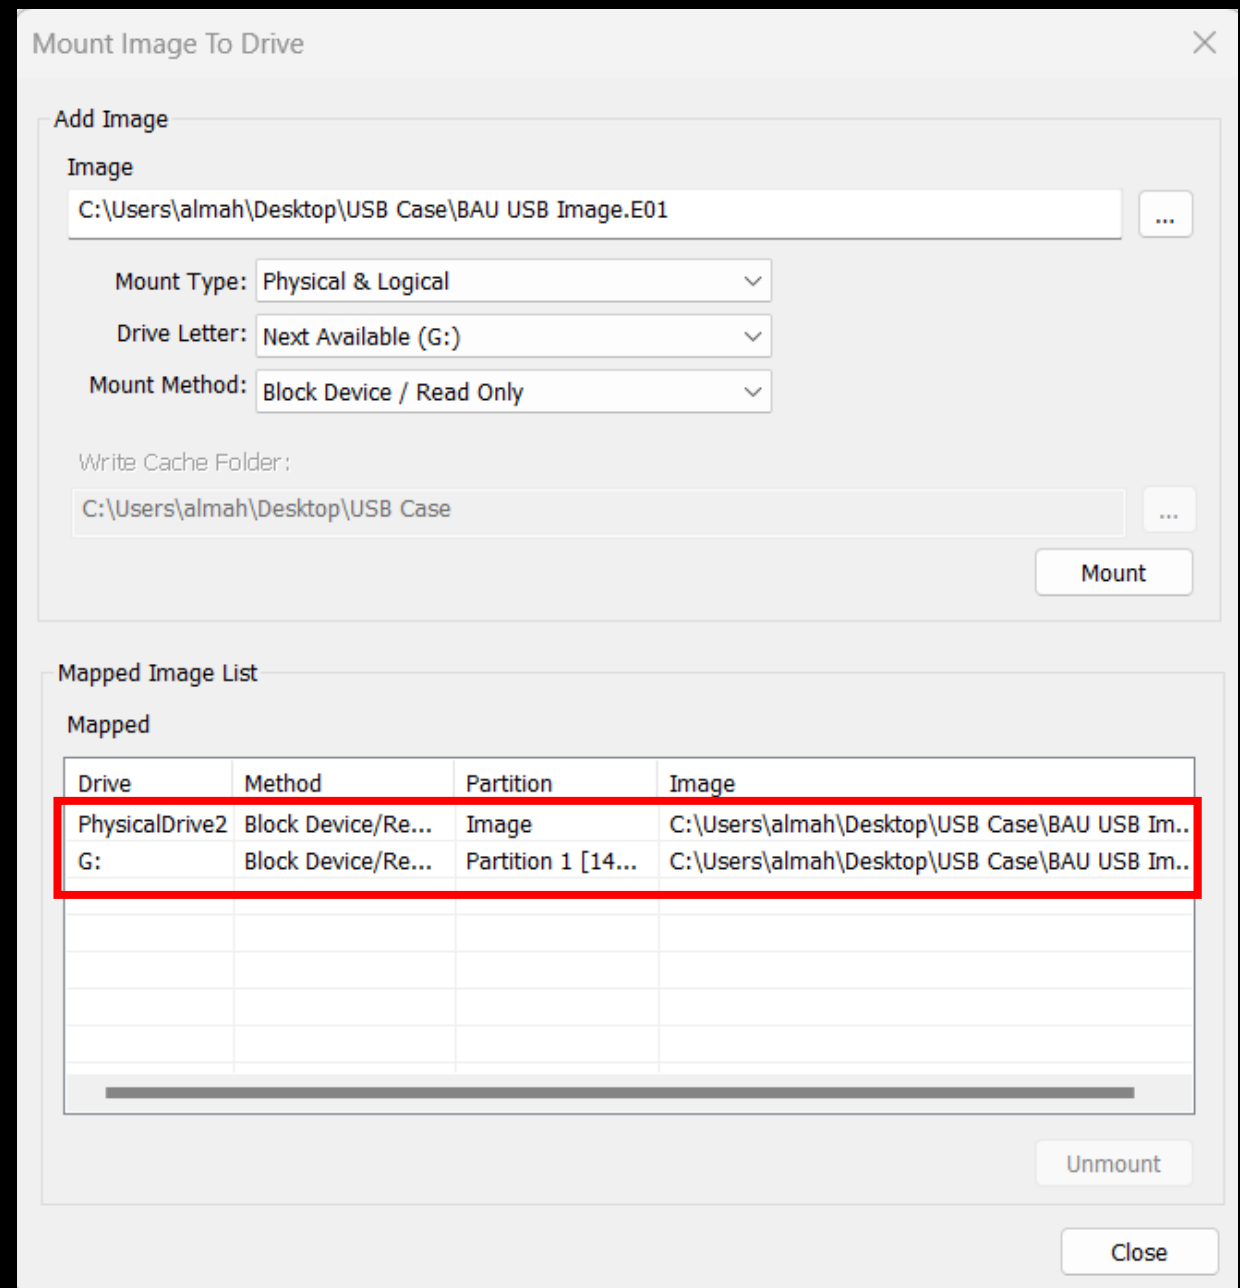 Mount Image To Drive
Add Image
Image
C:\Users\almah\Desktop\USB Case\BAU USB Image.E01
...
Mount Type: Physical & Logical
Drive Letter: Next Available (G:)
Mount Method: Block Device / Read Only
Write Cache Folder:
C:\Users\almah\Desktop\USB Case
...
Mount
Mapped Image List
Mapped
Drive Method Partition Image
PhysicalDrive2 Block Device/Re... Image C:\Users\almah\Desktop\USB Case\BAU USB Im..
G: Block Device/Re... Partition 1 [14... C:\Users\almah\Desktop\USB Case\BAU USB Im..
Unmount
Close